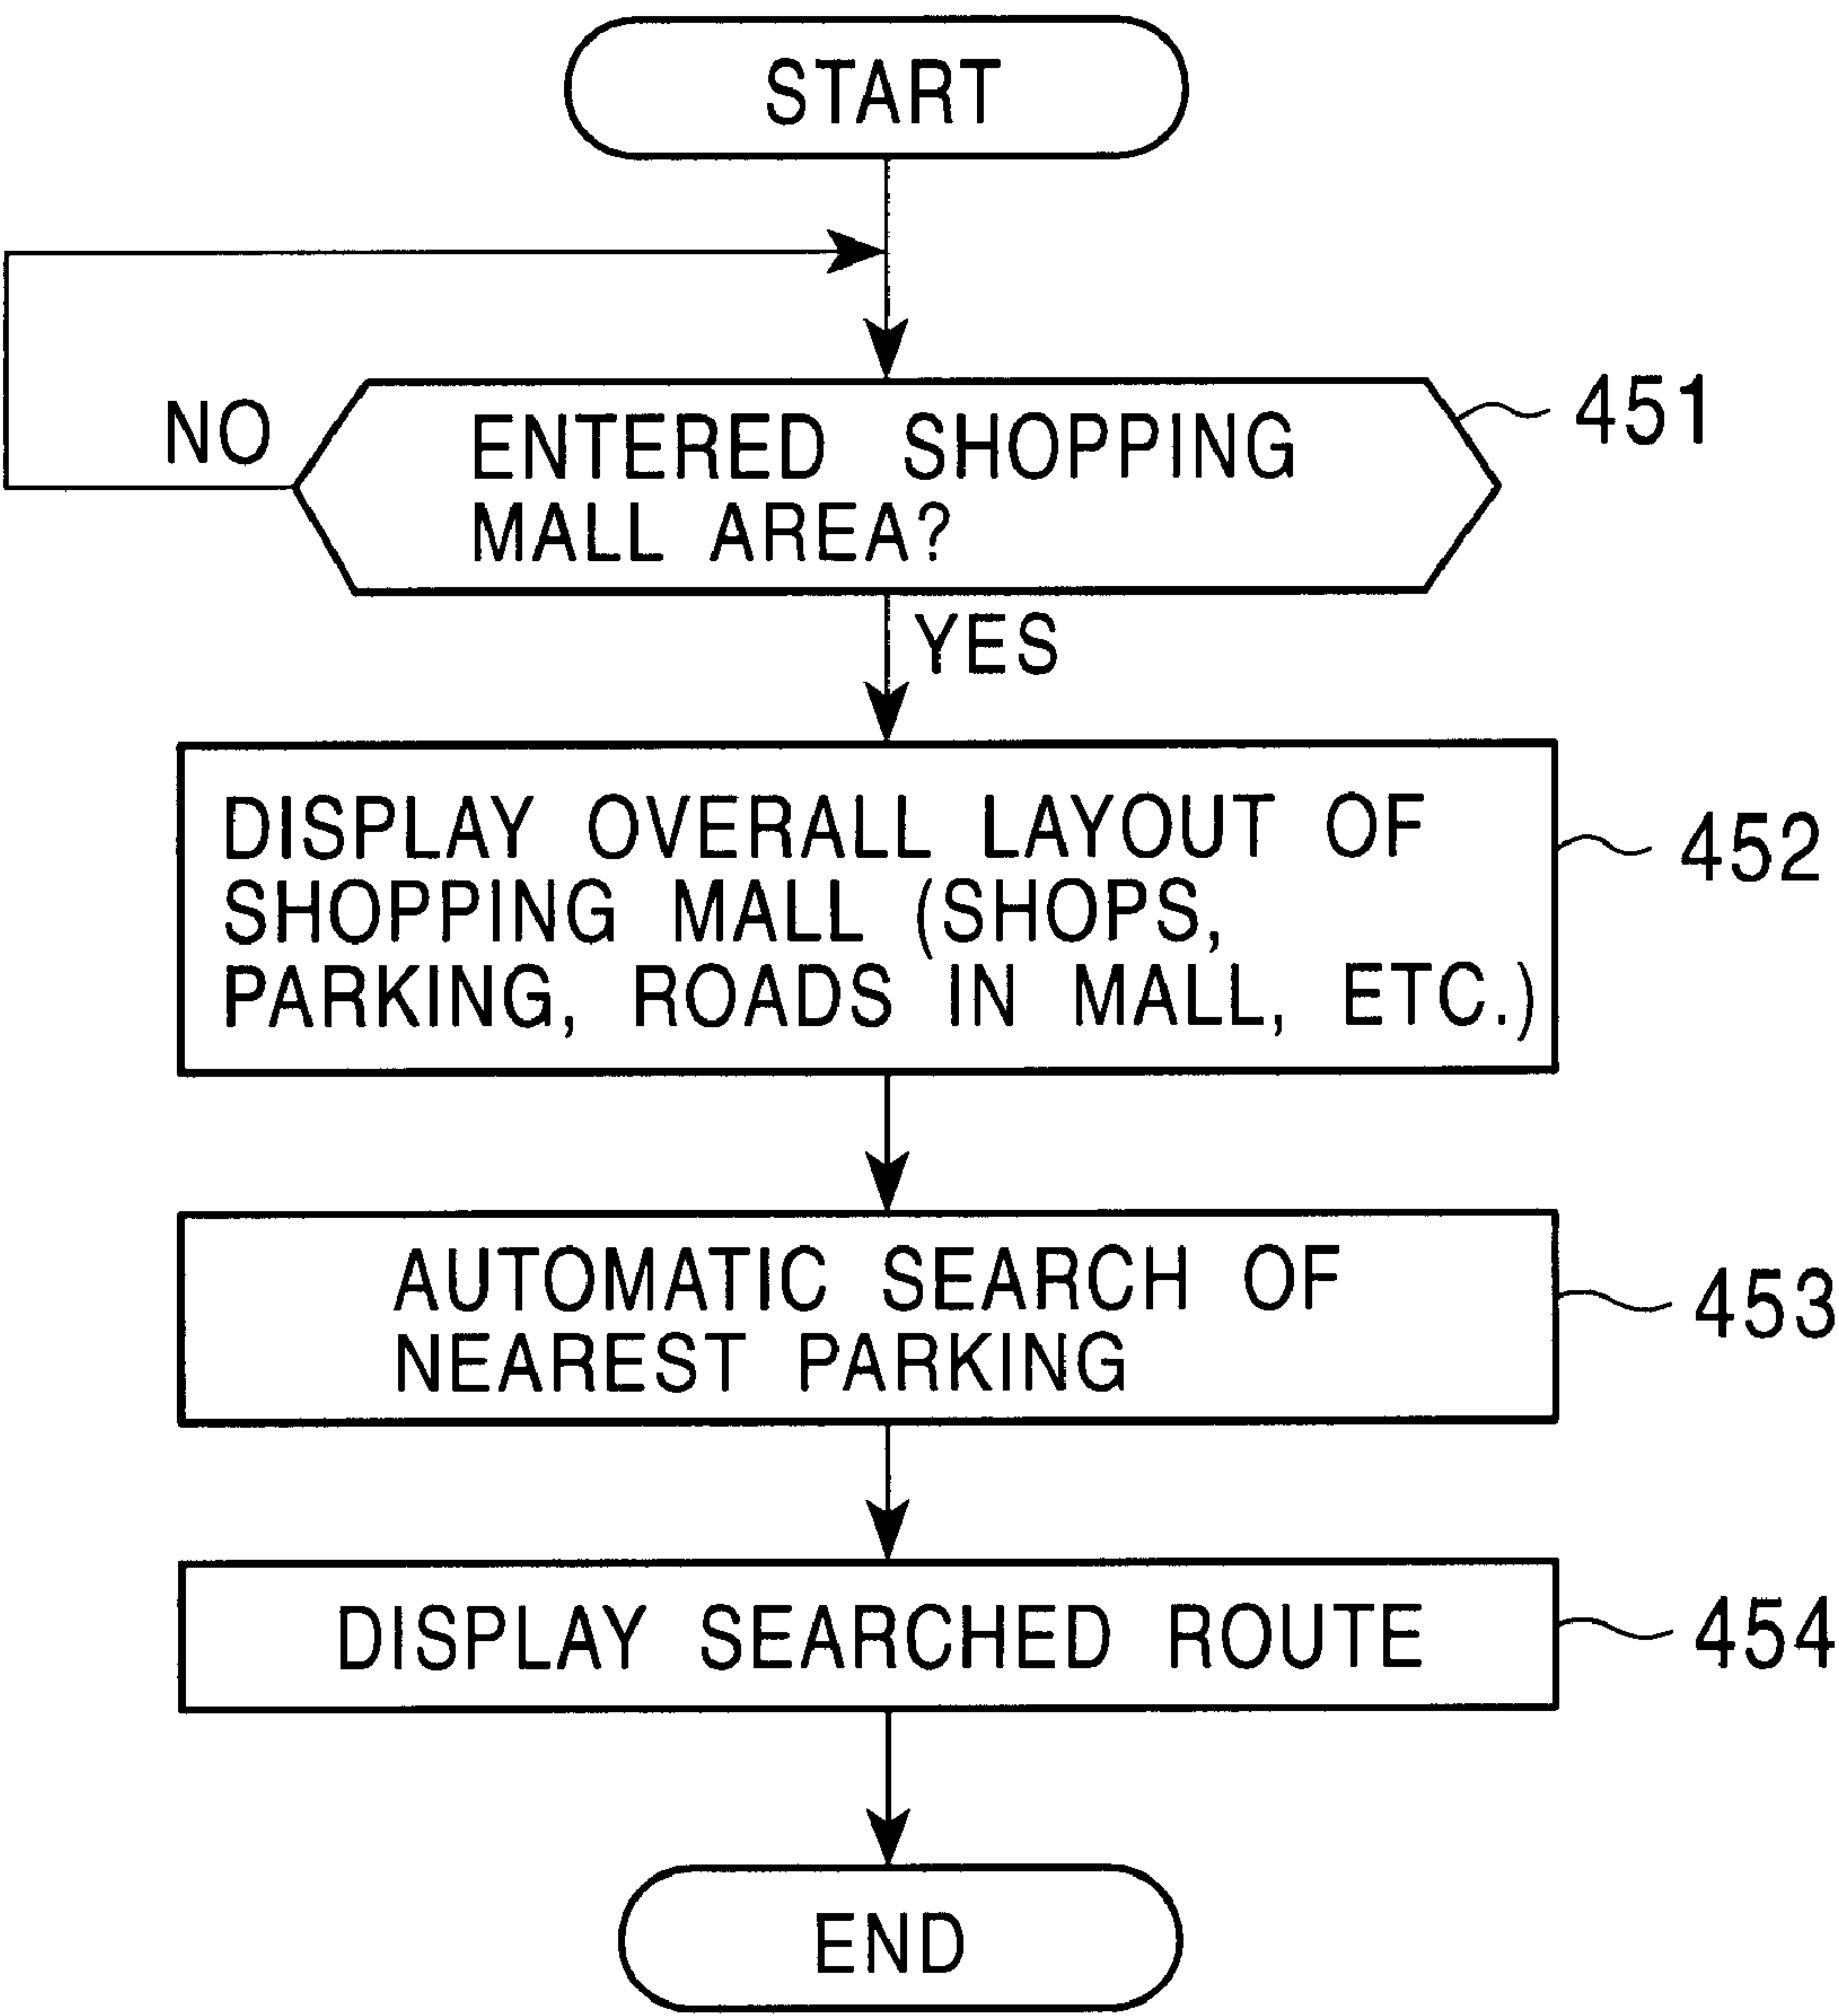 START
NO
ENTERED SHOPPING
MALL AREA?
451
YES
DISPLAY OVERALL LAYOUT OF
SHOPPING MALL (SHOPS,
PARKING, ROADS IN MALL, ETC.)
452
AUTOMATIC SEARCH OF
NEAREST PARKING
453
DISPLAY SEARCHED ROUTE
454
END